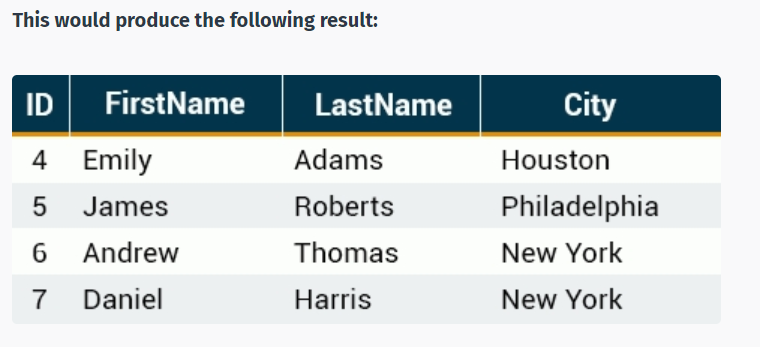 This would produce the following result:
ID FirstName LastName City
4 Emily Adams Houston
5 James Roberts Philadelphia
6 Andrew Thomas New York
7 Daniel Harris New York